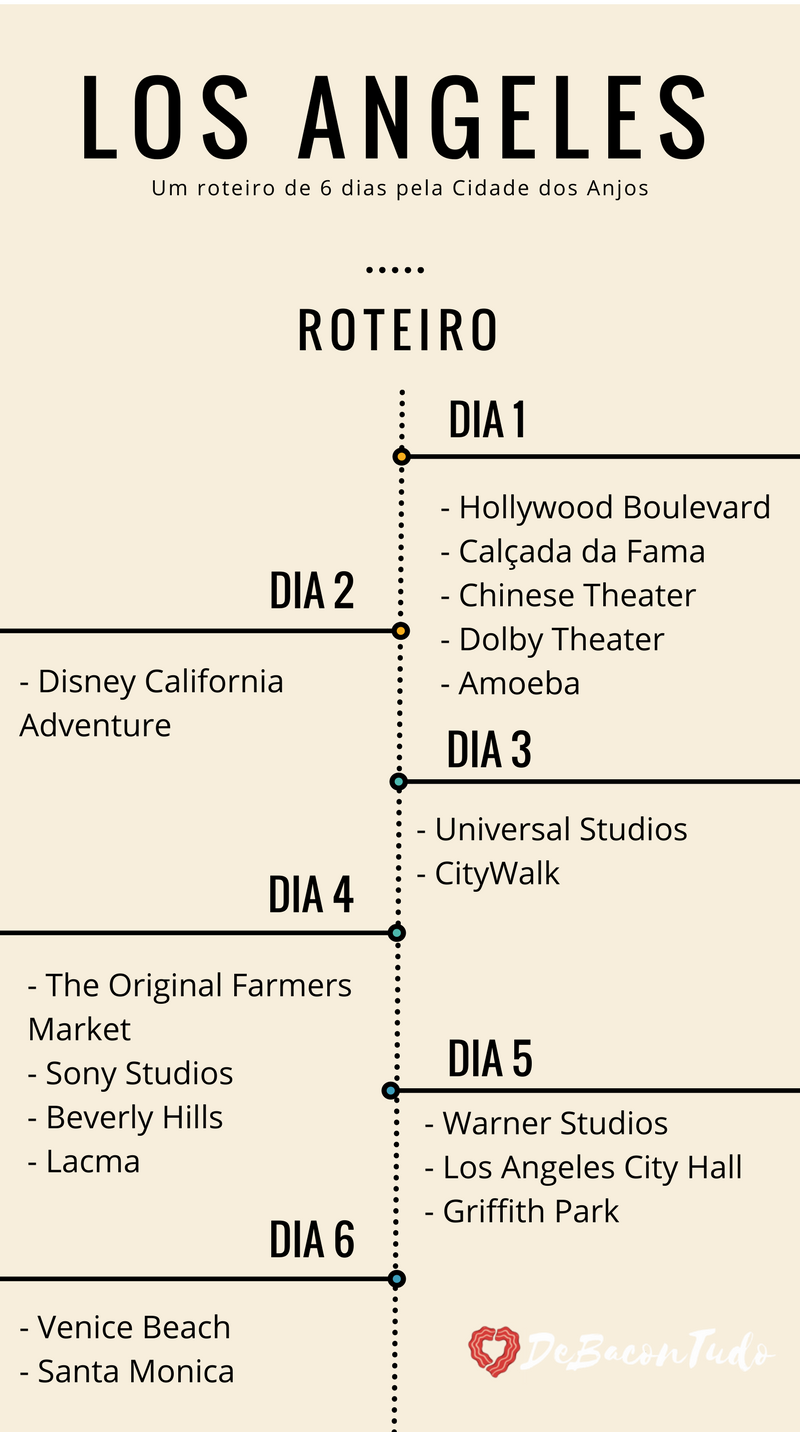 LOS ANGELES
Um roteiro de 6 dias pela Cidade dos Anjos
ROTEIRO
DIA 1
- Hollywood Boulevard
- Calçada da Fama
- Chinese Theater
- Dolby Theater
- Amoeba
DIA 2
- Disney California
Adventure
DIA 3
- Universal Studios
- CityWalk
DIA 4
- The Original Farmers
Market
- Sony Studios
- Beverly Hills
- Lacma
DIA 5
- Warner Studios
- Los Angeles City Hall
- Griffith Park
DIA 6
- Venice Beach
- Santa Monica
DeBaconTudo